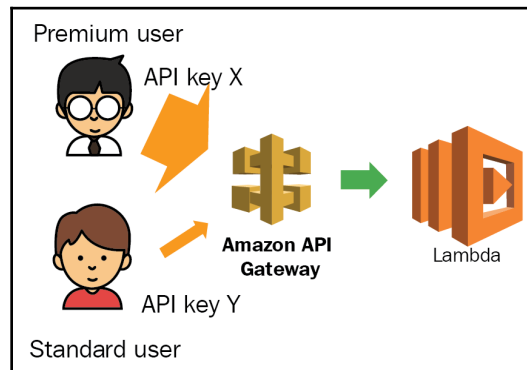 Premium user
API key X
Amazon API
Gateway
Lambda
API key Y
Standard user